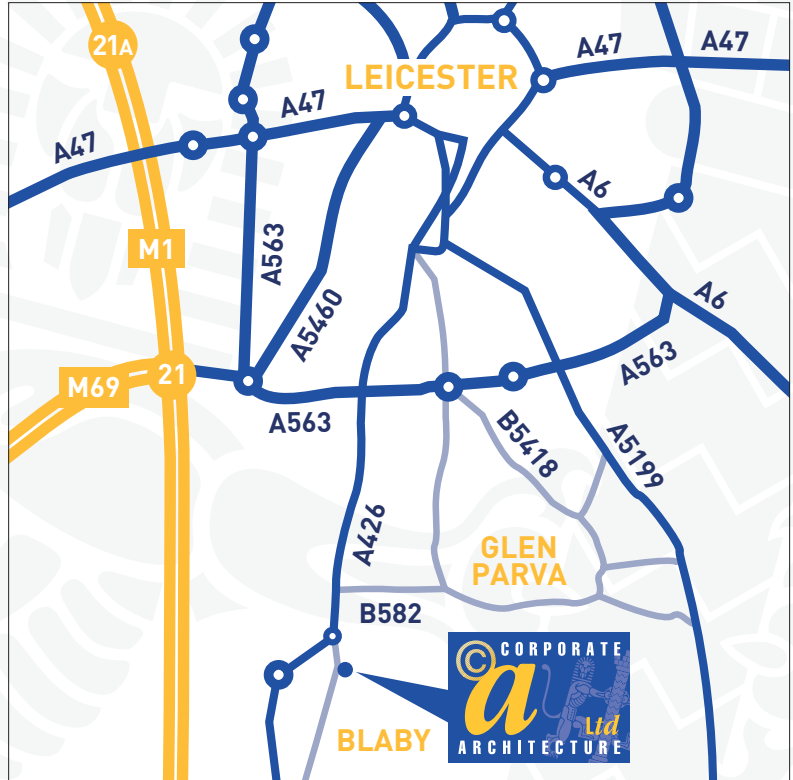 21A
A47
A47
LEICESTER
A47
A47
A6
M1
A563
A5460
A6
M69
21
A563
A563
B5418
A5199
A426
GLEN
PARVA
B582
© CORPORATE
a
Ltd
ARCHITECTURE
BLABY